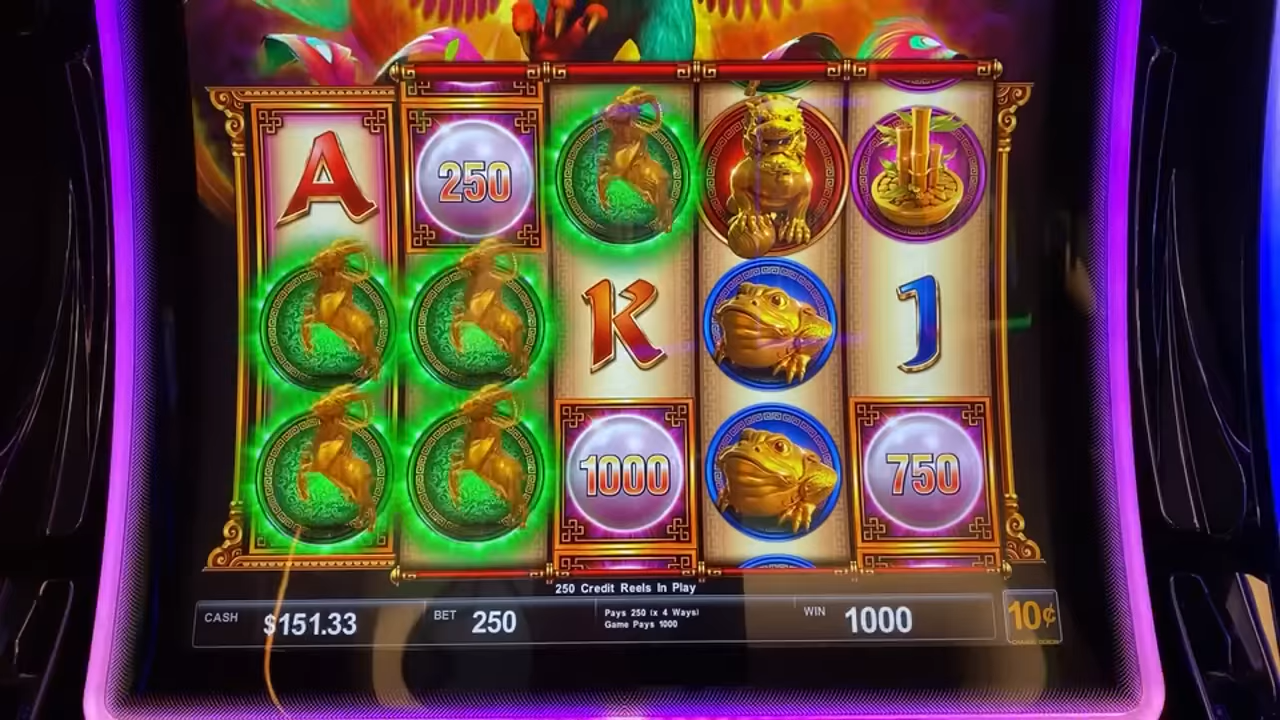 A
250
K
J
1000
750
250 Credit Reels In Play
CASH $151.33
BET 250
Pays 250 (x 4 Ways)
Game Pays 1000
WIN 1000
10¢